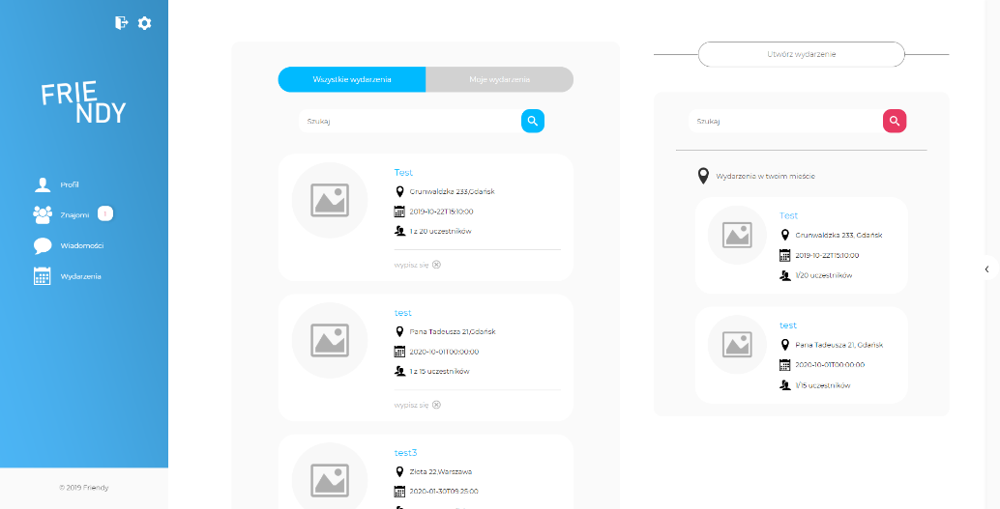 FRIE
NDY
Profil
Znajomi 1
Wiadomości
Wydarzenia
© 2019 Friendy
Wszystkie wydarzenia
Moje wydarzenia
Szukaj
Test
Grunwaldzka 233,Gdańsk
2019-10-22T15:10:00
1 z 20 uczestników
wypisz się
test
Pana Tadeusza 21,Gdańsk
2020-10-01T00:00:00
1 z 15 uczestników
wypisz się
test3
Złota 22,Warszawa
2020-01-30T09:25:00
Utwórz wydarzenie
Szukaj
Wydarzenia w twoim mieście
Test
Grunwaldzka 233, Gdańsk
2019-10-22T15:10:00
1/20 uczestników
test
Pana Tadeusza 21, Gdańsk
2020-10-01T00:00:00
1/15 uczestników